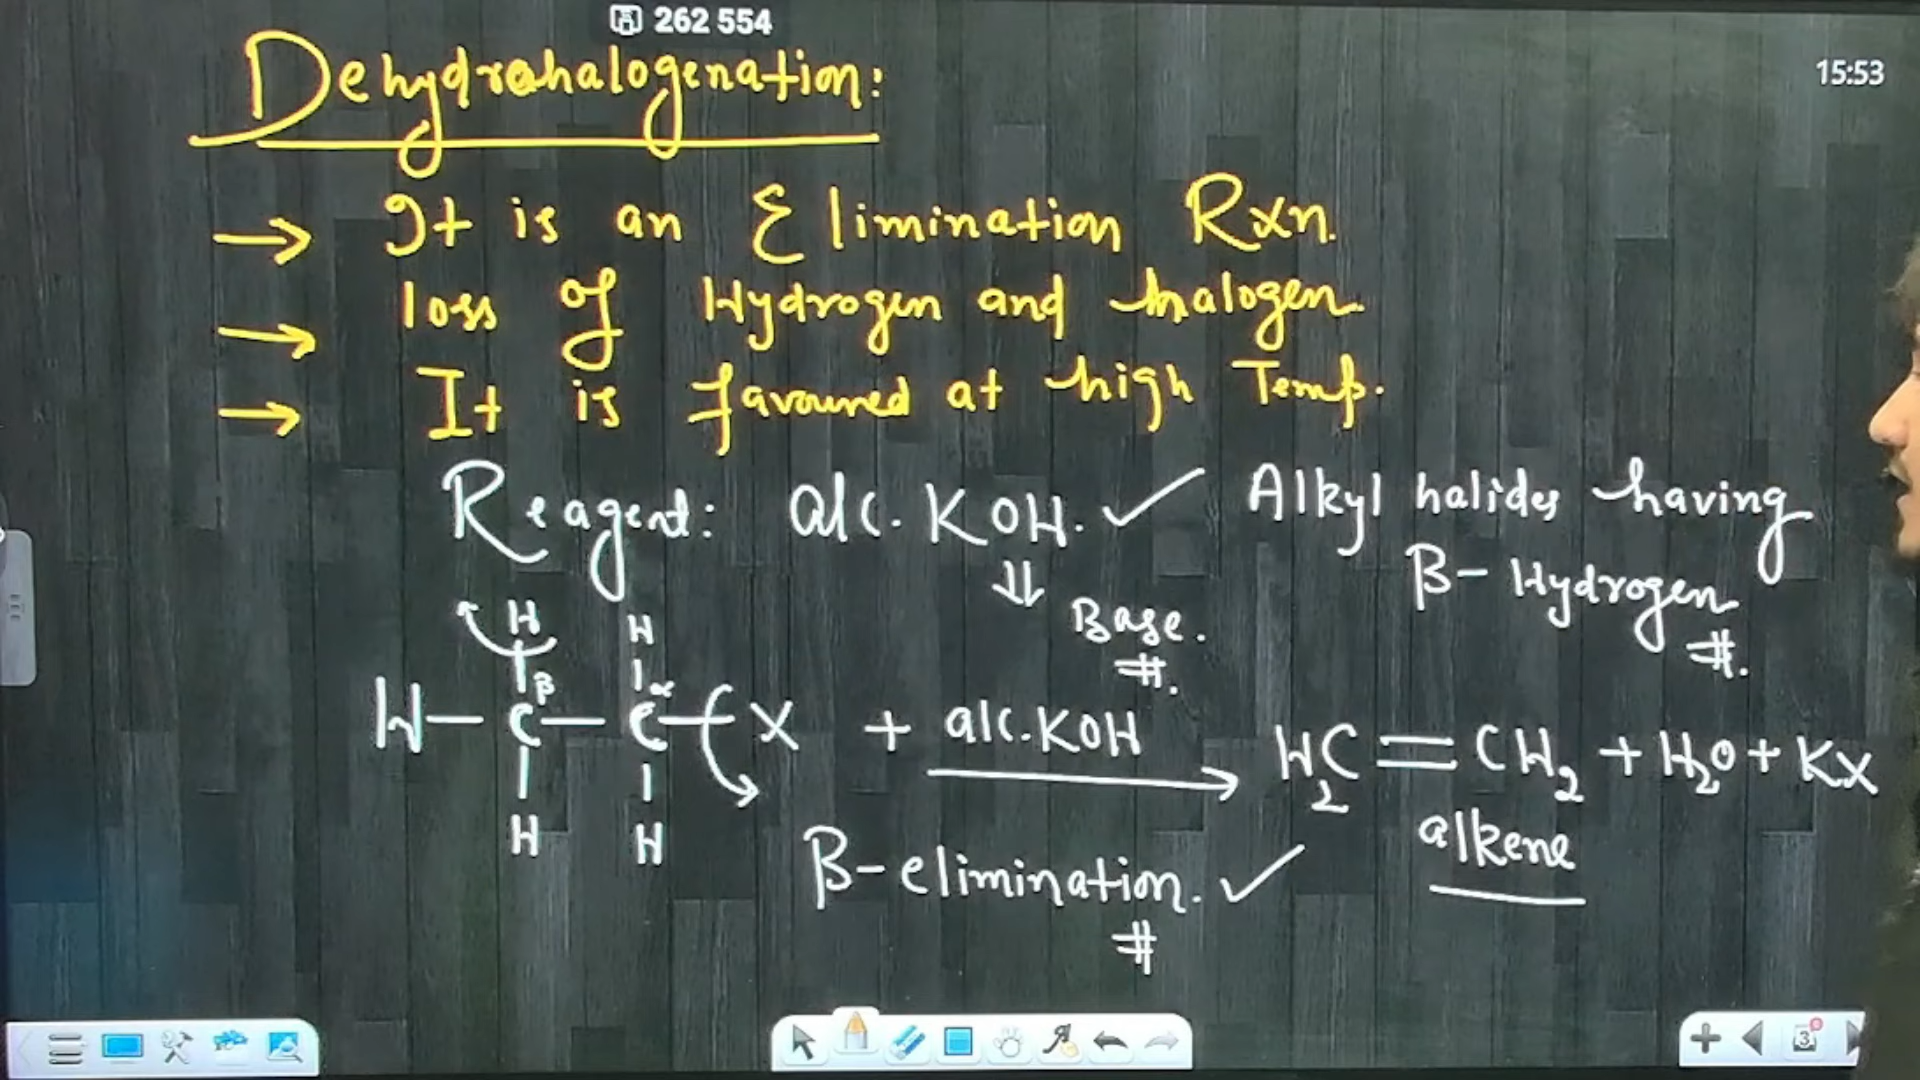 262 554
15:53
Dehydrohalogenation:
→ It is an Elimination Rxn.
→ loss of Hydrogen and halogen.
→ It is favoured at high Temp.
Reagent: alc. KOH. ✓ Alkyl halides having
β- Hydrogen
⇓ Base.
H H
β α
H — C — C — X + alc.KOH → H₂C = CH₂ + H₂O + KX
H H
alkene
β-elimination. ✓
3